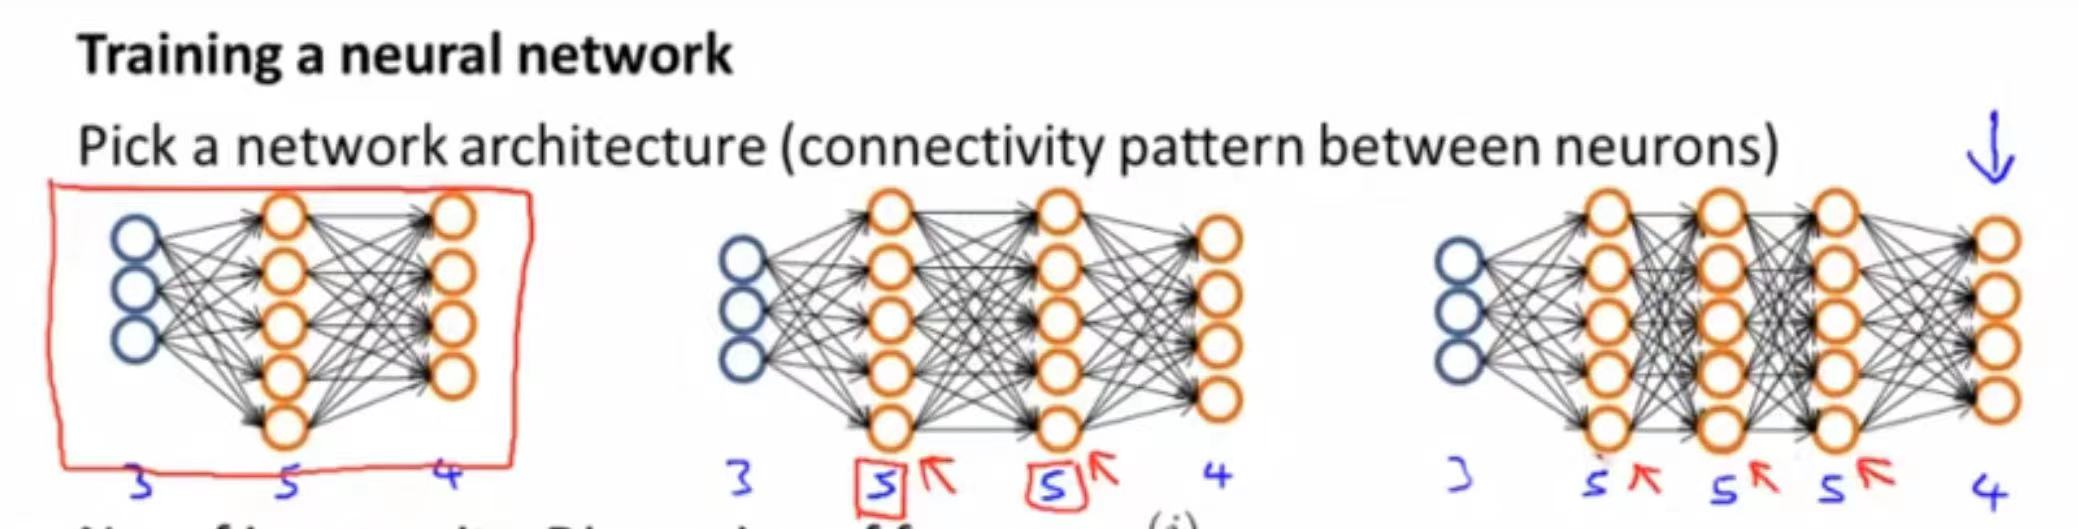 Training a neural network
Pick a network architecture (connectivity pattern between neurons)
3 5 4 3 5 5 4 3 5 5 5 4